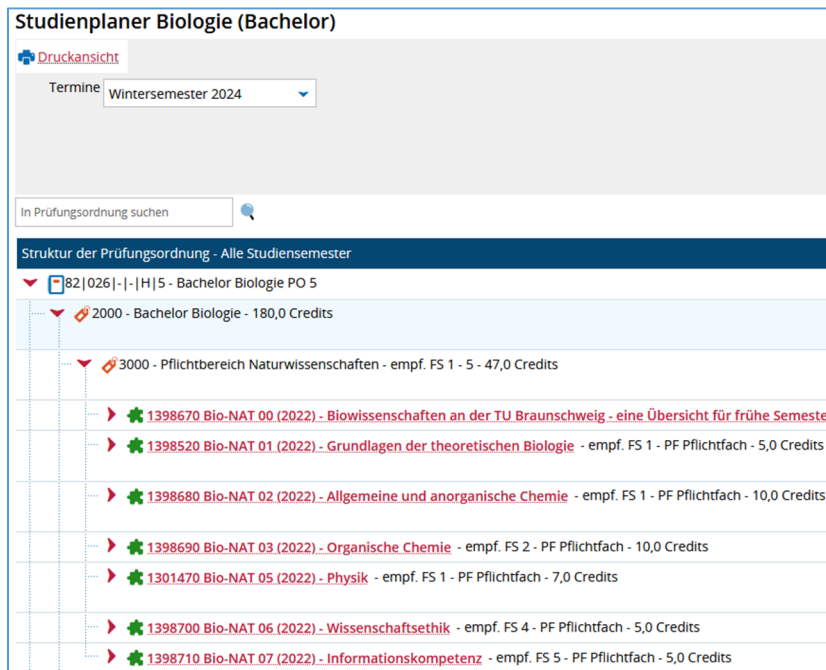 Studienplaner Biologie (Bachelor)
Druckansicht
Termine Wintersemester 2024
In Prüfungsordnung suchen
Struktur der Prüfungsordnung - Alle Studiensemester
82|026|-|-|H|5 - Bachelor Biologie PO 5
2000 - Bachelor Biologie - 180,0 Credits
3000 - Pflichtbereich Naturwissenschaften - empf. FS 1 - 5 - 47,0 Credits
1398670 Bio-NAT 00 (2022) - Biowissenschaften an der TU Braunschweig - eine Übersicht für frühe Semeste
1398520 Bio-NAT 01 (2022) - Grundlagen der theoretischen Biologie - empf. FS 1 - PF Pflichtfach - 5,0 Credits
1398680 Bio-NAT 02 (2022) - Allgemeine und anorganische Chemie - empf. FS 1 - PF Pflichtfach - 10,0 Credits
1398690 Bio-NAT 03 (2022) - Organische Chemie - empf. FS 2 - PF Pflichtfach - 10,0 Credits
1301470 Bio-NAT 05 - Physik - empf. FS 1 - PF Pflichtfach - 7,0 Credits
1398700 Bio-NAT 06 (2022) - Wissenschaftsethik - empf. FS 4 - PF Pflichtfach - 5,0 Credits
1398710 Bio-NAT 07 (2022) - Informationskompetenz - empf. FS 5 - PF Pflichtfach - 5,0 Credits